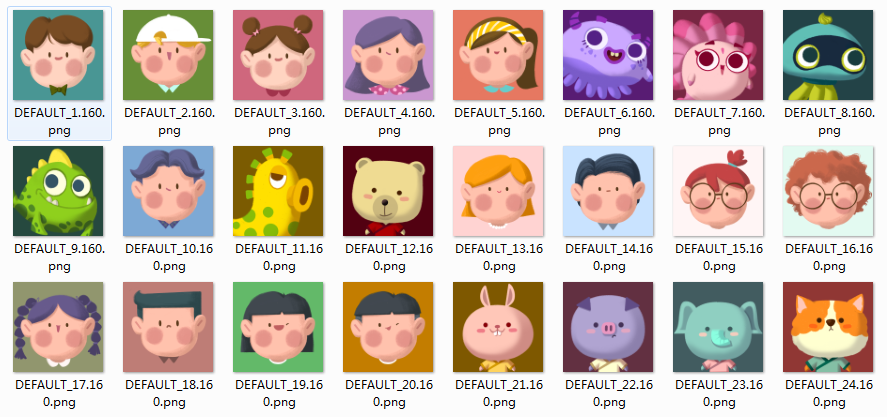 DEFAULT_1.160.
png
DEFAULT_2.160.
png
DEFAULT_3.160.
png
DEFAULT_4.160.
png
DEFAULT_5.160.
png
DEFAULT_6.160.
png
DEFAULT_7.160.
png
DEFAULT_8.160.
png
DEFAULT_9.160.
png
DEFAULT_10.16
0.png
DEFAULT_11.16
0.png
DEFAULT_12.16
0.png
DEFAULT_13.16
0.png
DEFAULT_14.16
0.png
DEFAULT_15.16
0.png
DEFAULT_16.16
0.png
DEFAULT_17.16
0.png
DEFAULT_18.16
0.png
DEFAULT_19.16
0.png
DEFAULT_20.16
0.png
DEFAULT_21.16
0.png
DEFAULT_22.16
0.png
DEFAULT_23.16
0.png
DEFAULT_24.16
0.png